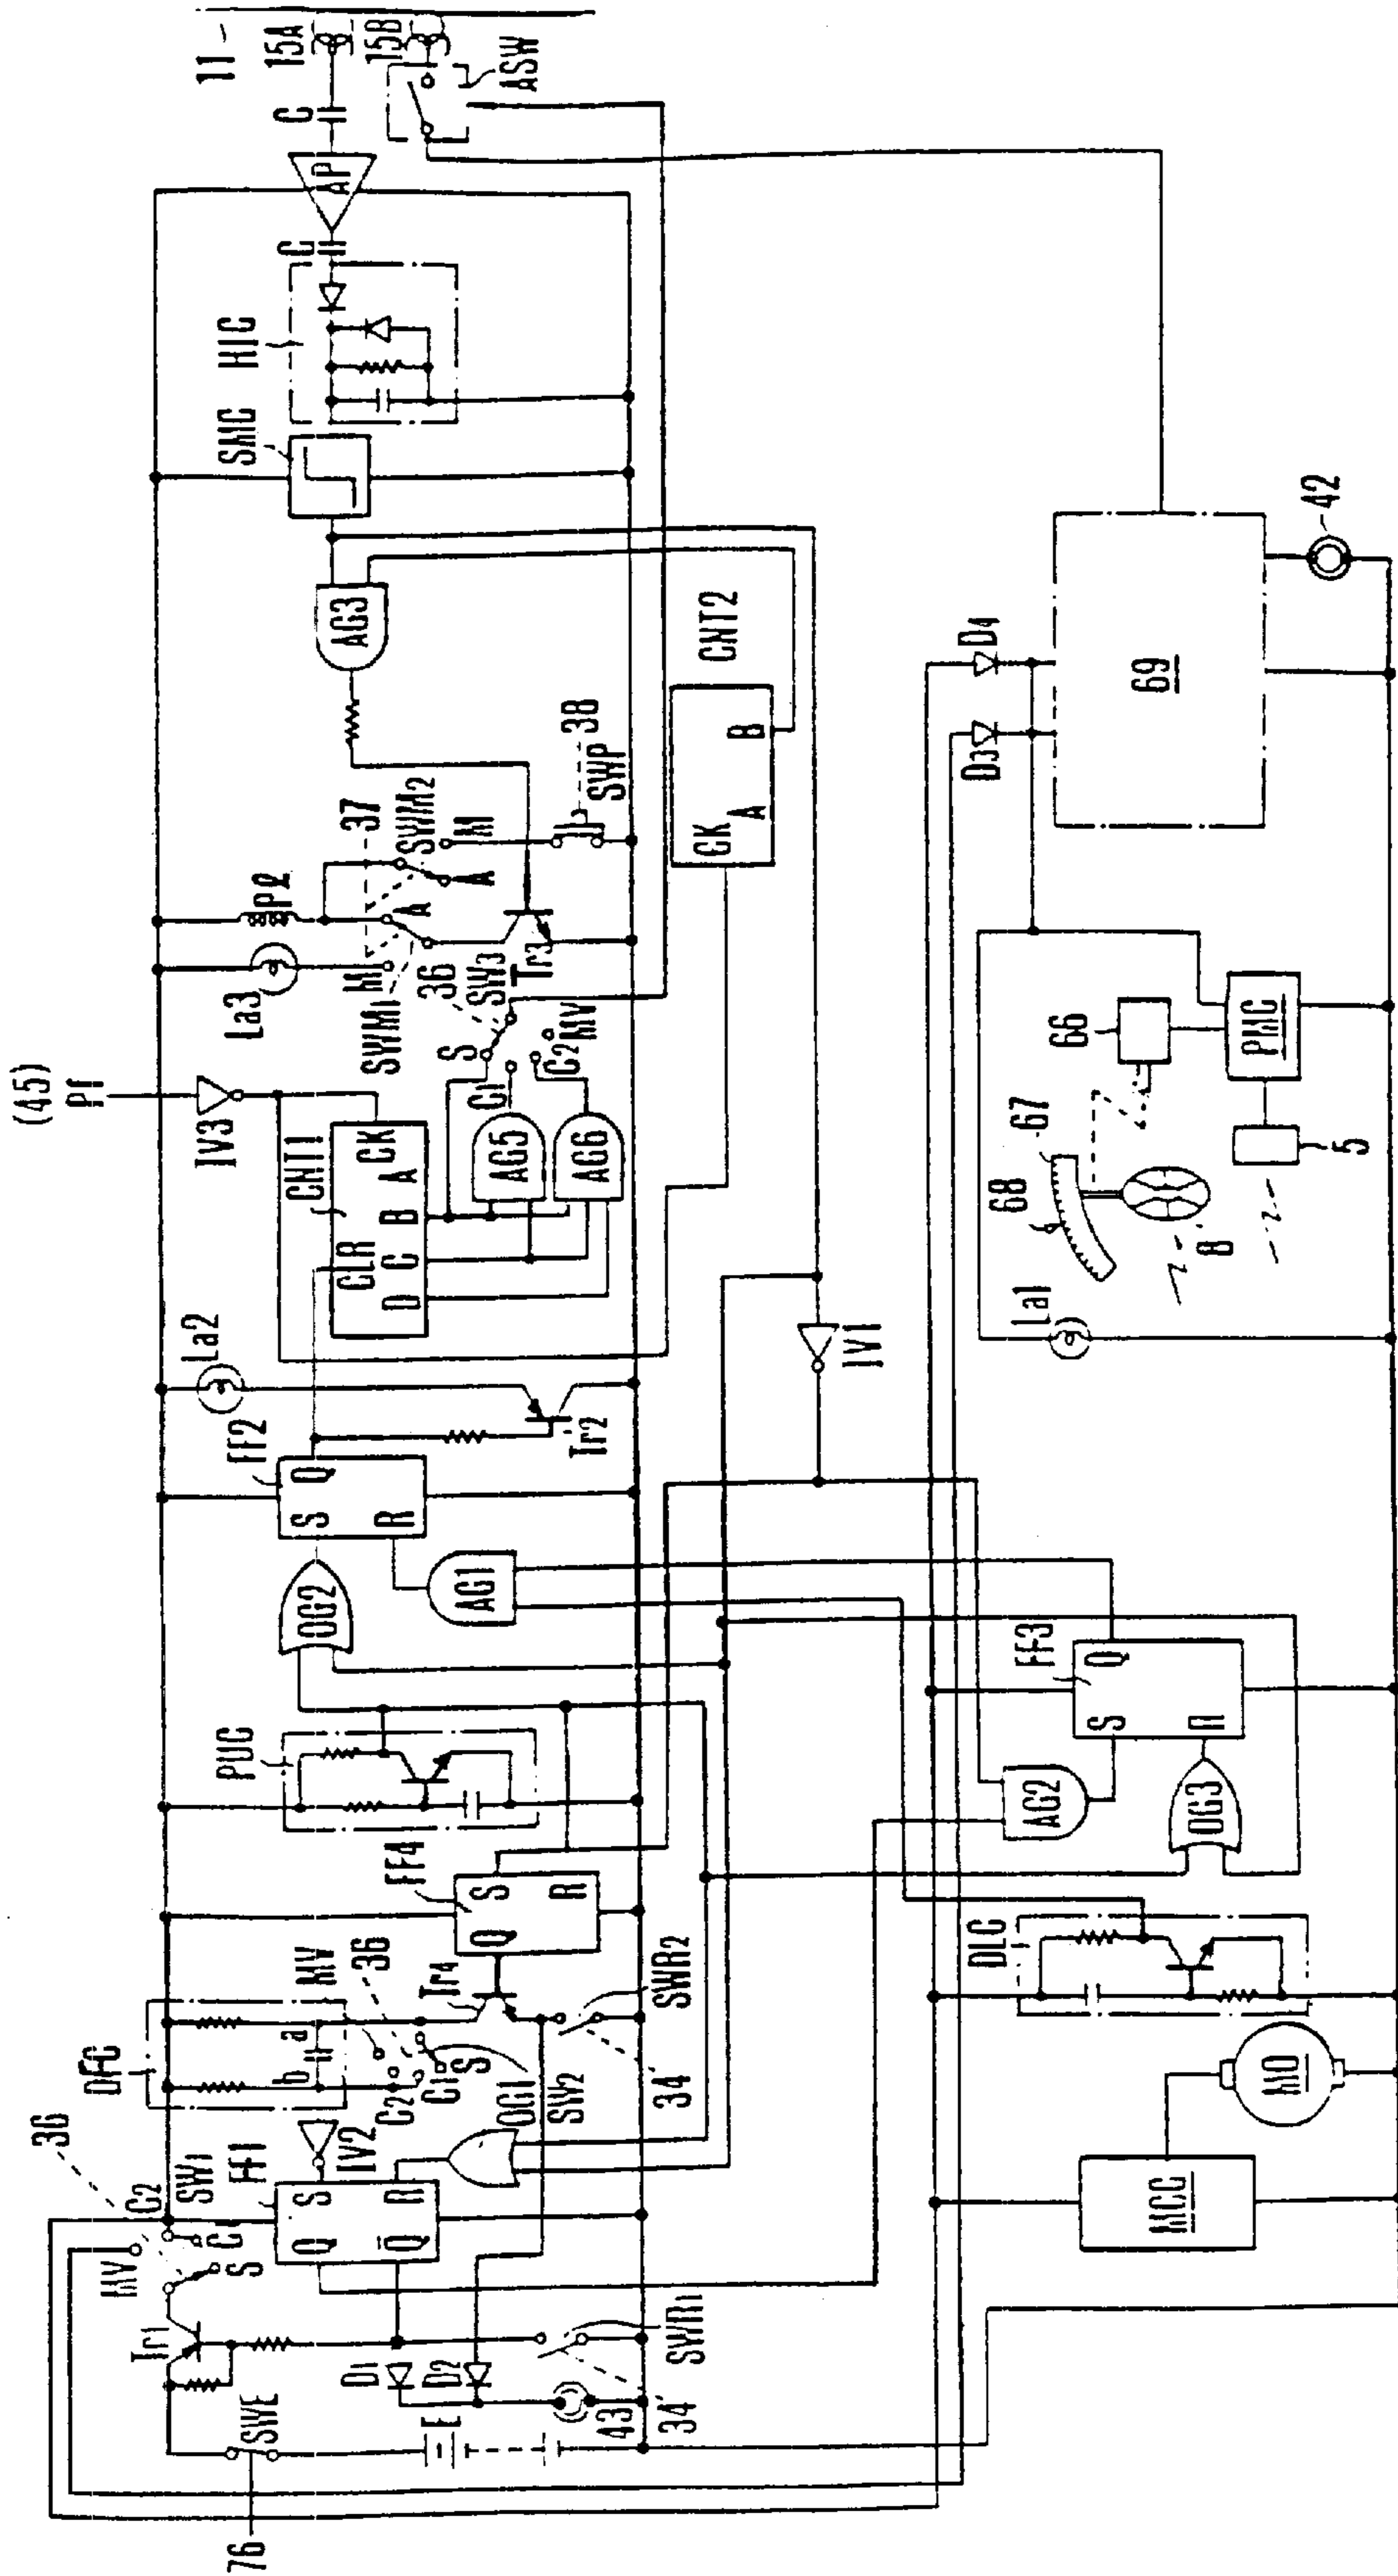 (45)
Pf
11
15A
15B
ASW
C
AP
C
RIC
SMC
AG3
CNT2
CK
A
B
38
SWP
37
SWM2
M
A
Pl
A
M
SWM1
La3
Tr3
SW3
36
S
C1
C2
MV
IV3
CNT1
CK
CLR
A
B
C
D
AG5
AG6
La2
FF2
S
Q
R
Tr2
OG2
AG1
IV1
PUC
FF4
S
Q
R
DFC
a
b
MV
36
C2
C1
S
SW2
Tr4
SWR2
34
OG1
IV2
36
C2
SW1
C1
S
MV
FF1
S
Q
R
Q̅
Tr1
SWE
76
E
D1
D2
43
34
SWR1
D3
D4
69
42
66
67
68
PMC
5
8
La1
FF3
Q
S
R
AG2
OG3
DLC
MO
MCC